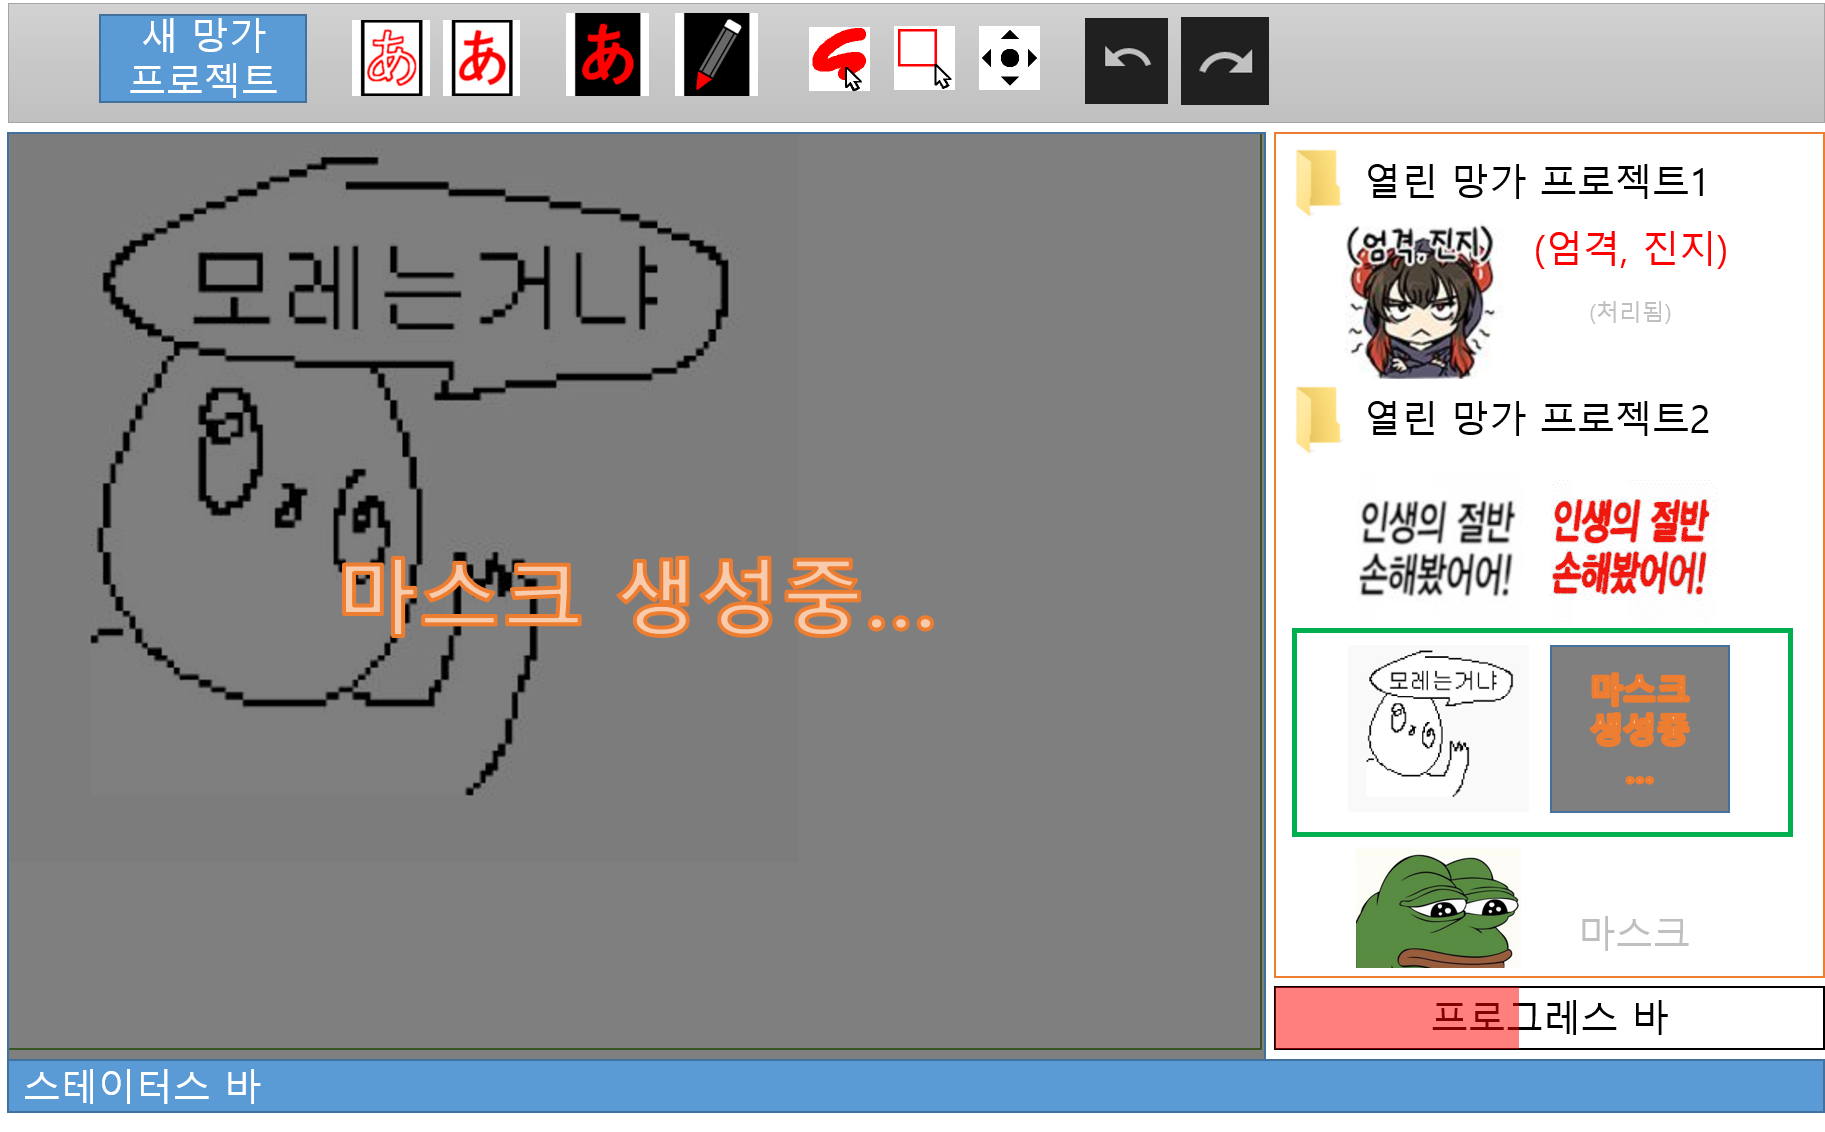 새 망가
프로젝트
あ
あ
あ
모레는거냐
마스크 생성중...
열린 망가 프로젝트1
(엄격, 진지)
(엄격, 진지)
(처리됨)
열린 망가 프로젝트2
인생의 절반
손해봤어어!
인생의 절반
손해봤어어!
모레는거냐
마스크
생성중
...
마스크
프로그레스 바
스테이터스 바